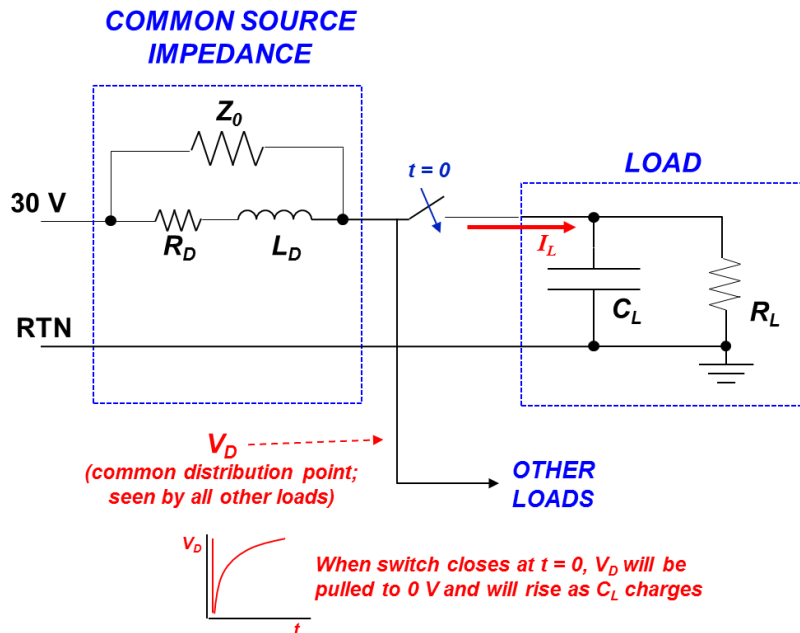 COMMON SOURCE
IMPEDANCE
Z0
t = 0
LOAD
30 V
RD
LD
IL
CL
RL
RTN
VD
(common distribution point;
seen by all other loads)
OTHER
LOADS
VD
When switch closes at t = 0, VD will be
pulled to 0 V and will rise as CL charges
t